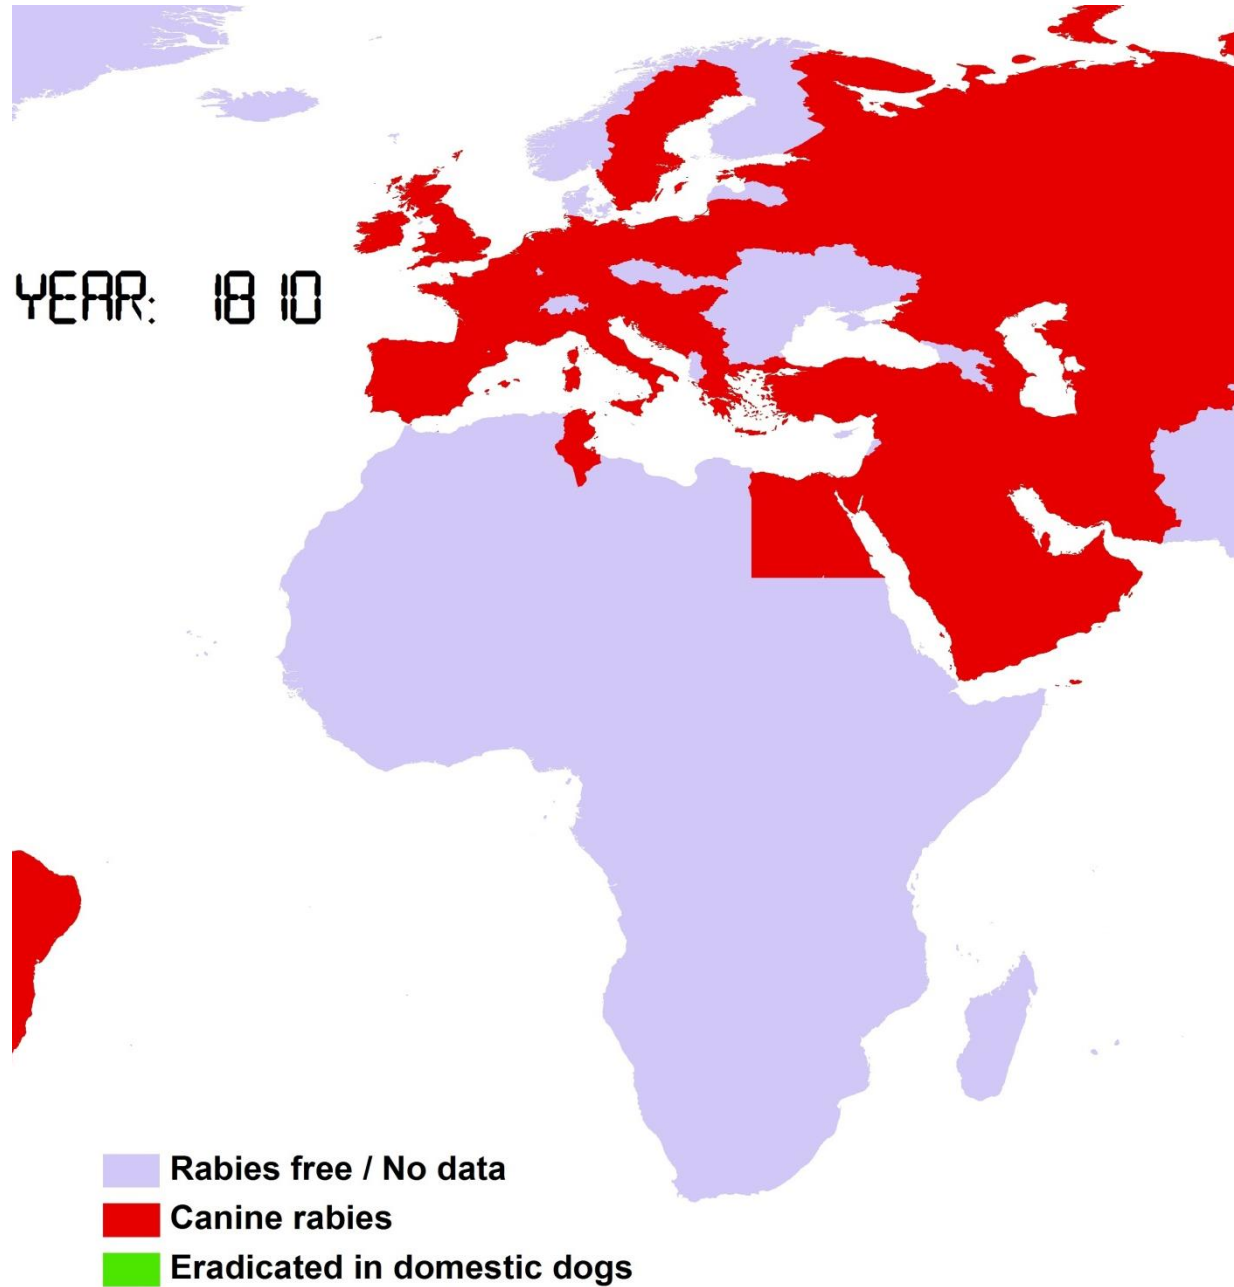 YEAR: 1810
Rabies free / No data
Canine rabies
Eradicated in domestic dogs